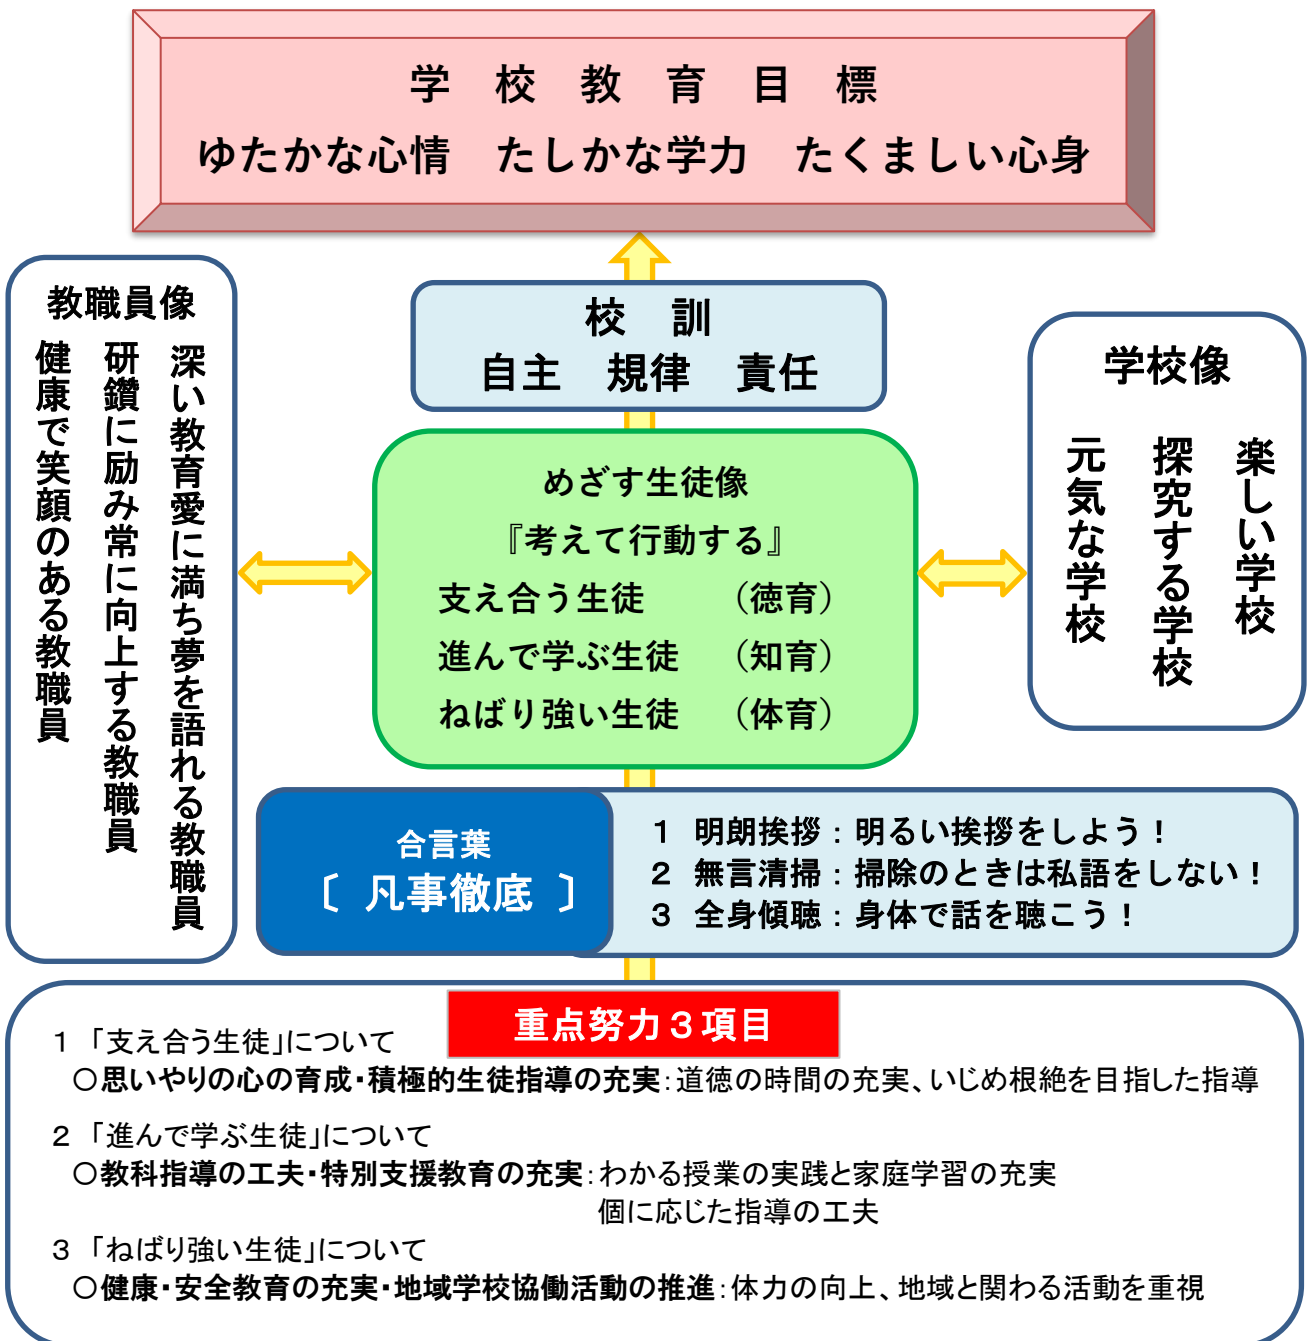 学　校　教　育　目　標
ゆたかな心情　たしかな学力　たくましい心身
校　訓
自主　規律　責任
教職員像
深い教育愛に満ち夢を語れる教職員
研鑽に励み常に向上する教職員
健康で笑顔のある教職員
めざす生徒像
『考えて行動する』
支え合う生徒　　（徳育）
進んで学ぶ生徒　（知育）
ねばり強い生徒　（体育）
学校像
楽しい学校
探究する学校
元気な学校
合言葉
〔 凡事徹底 〕
１ 明朗挨拶：明るい挨拶をしよう！
２ 無言清掃：掃除のときは私語をしない！
３ 全身傾聴：身体で話を聴こう！
重点努力３項目
１ 「支え合う生徒」について
○思いやりの心の育成・積極的生徒指導の充実：道徳の時間の充実、いじめ根絶を目指した指導
２ 「進んで学ぶ生徒」について
○教科指導の工夫・特別支援教育の充実：わかる授業の実践と家庭学習の充実
個に応じた指導の工夫
３ 「ねばり強い生徒」について
○健康・安全教育の充実・地域学校協働活動の推進：体力の向上、地域と関わる活動を重視